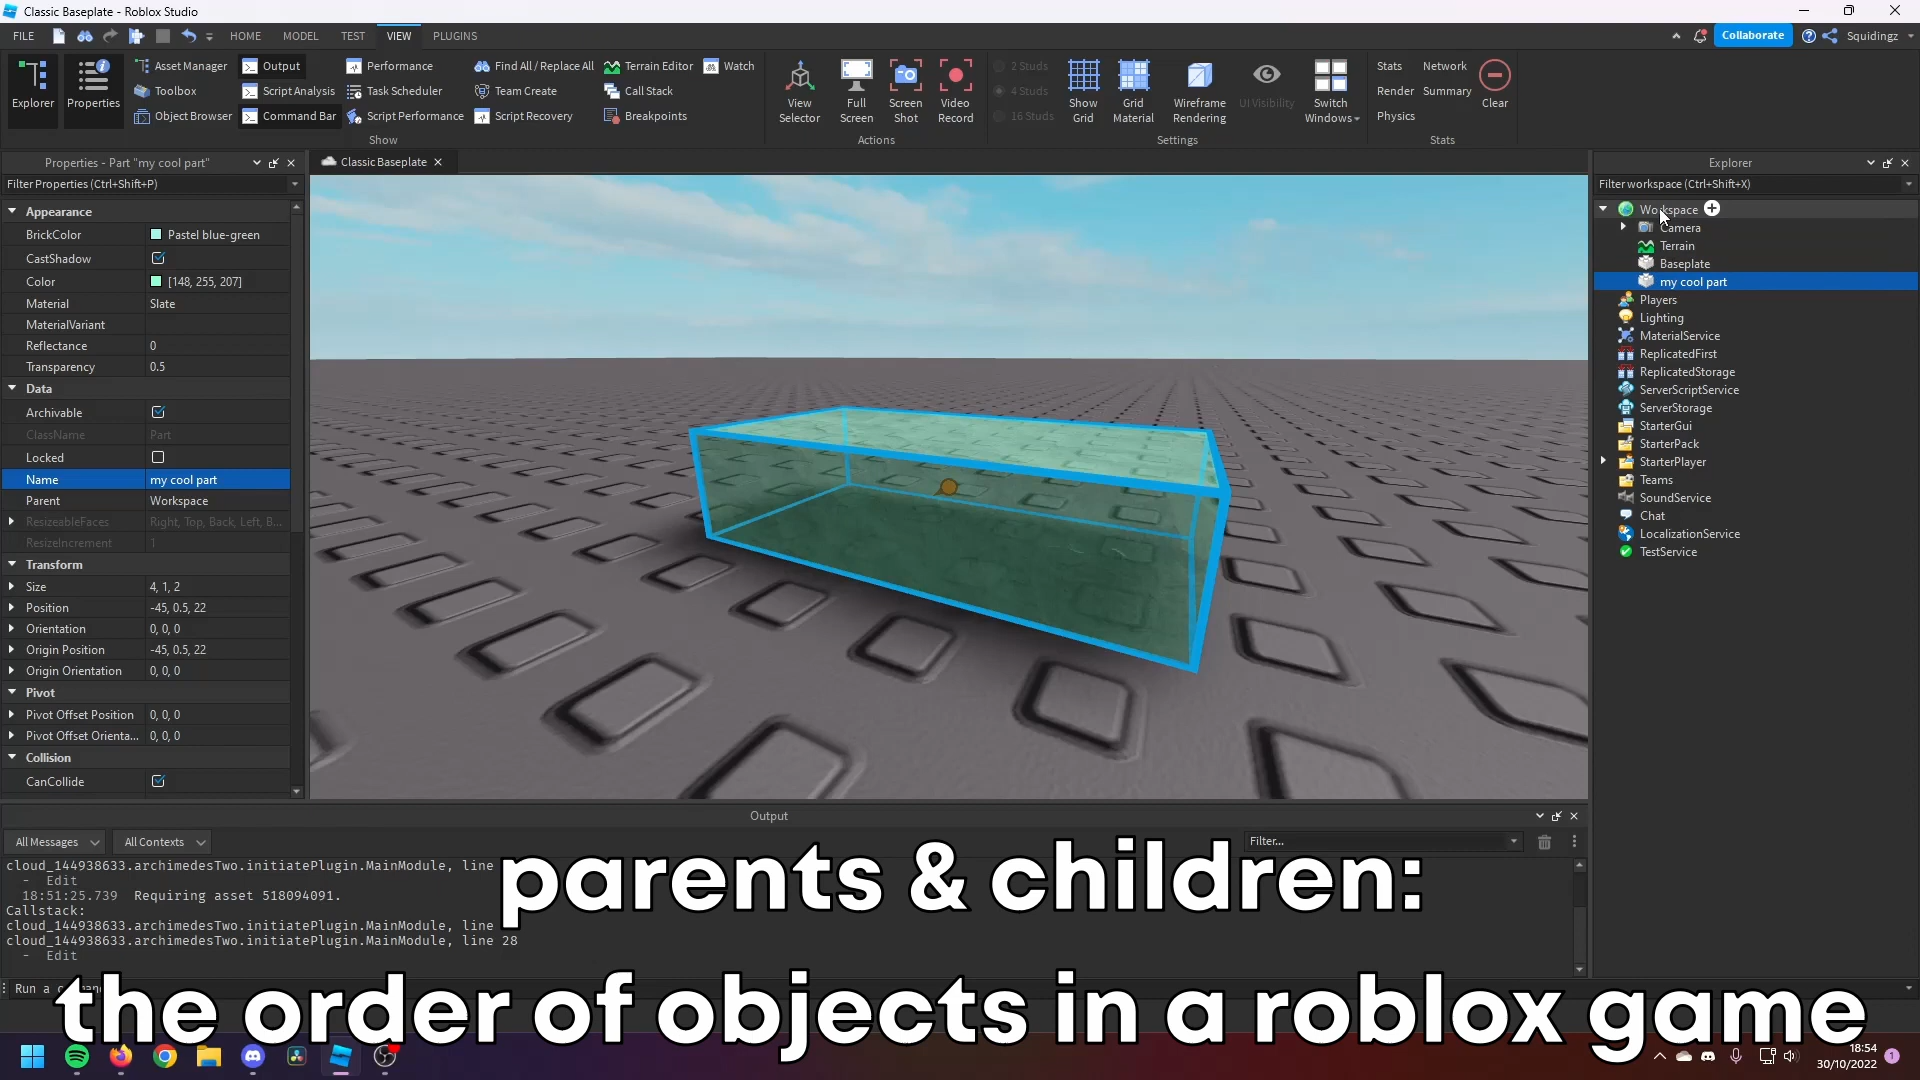 Classic Baseplate - Roblox Studio
FILE HOME MODEL TEST VIEW PLUGINS
Collaborate Squidingz
Explorer
Properties
Asset Manager
Toolbox
Object Browser
Output
Script Analysis
Command Bar
Performance
Task Scheduler
Script Performance
Find All / Replace All
Team Create
Script Recovery
Terrain Editor
Call Stack
Breakpoints
Watch
Show
View
Selector
Full
Screen
Screen
Shot
Video
Record
Actions
2 Studs
4 Studs
16 Studs
Show
Grid
Grid
Material
Wireframe
Rendering
UI Visibility
Switch
Windows
Settings
Stats
Render
Physics
Network
Summary
Clear
Stats
Properties - Part "my cool part"
Filter Properties (Ctrl+Shift+P)
Appearance
BrickColor Pastel blue-green
CastShadow
Color [148, 255, 207]
Material Slate
MaterialVariant
Reflectance 0
Transparency 0.5
Data
Archivable
ClassName Part
Locked
Name my cool part
Parent Workspace
ResizeableFaces Right, Top, Back, Left, B...
ResizeIncrement 1
Transform
Size 4, 1, 2
Position -45, 0.5, 22
Orientation 0, 0, 0
Origin Position -45, 0.5, 22
Origin Orientation 0, 0, 0
Pivot
Pivot Offset Position 0, 0, 0
Pivot Offset Orienta... 0, 0, 0
Collision
CanCollide
Classic Baseplate
Explorer
Filter workspace (Ctrl+Shift+X)
Workspace
Camera
Terrain
Baseplate
my cool part
Players
Lighting
MaterialService
ReplicatedFirst
ReplicatedStorage
ServerScriptService
ServerStorage
StarterGui
StarterPack
StarterPlayer
Teams
SoundService
Chat
LocalizationService
TestService
Output
All Messages All Contexts Filter...
cloud_144938633.archimedesTwo.initiatePlugin.MainModule, line
- Edit
18:51:25.739 Requiring asset 518094091.
Callstack:
cloud_144938633.archimedesTwo.initiatePlugin.MainModule, line
cloud_144938633.archimedesTwo.initiatePlugin.MainModule, line 28
- Edit
parents & children:
Run a
the order of objects in a roblox game
18:54
30/10/2022
1